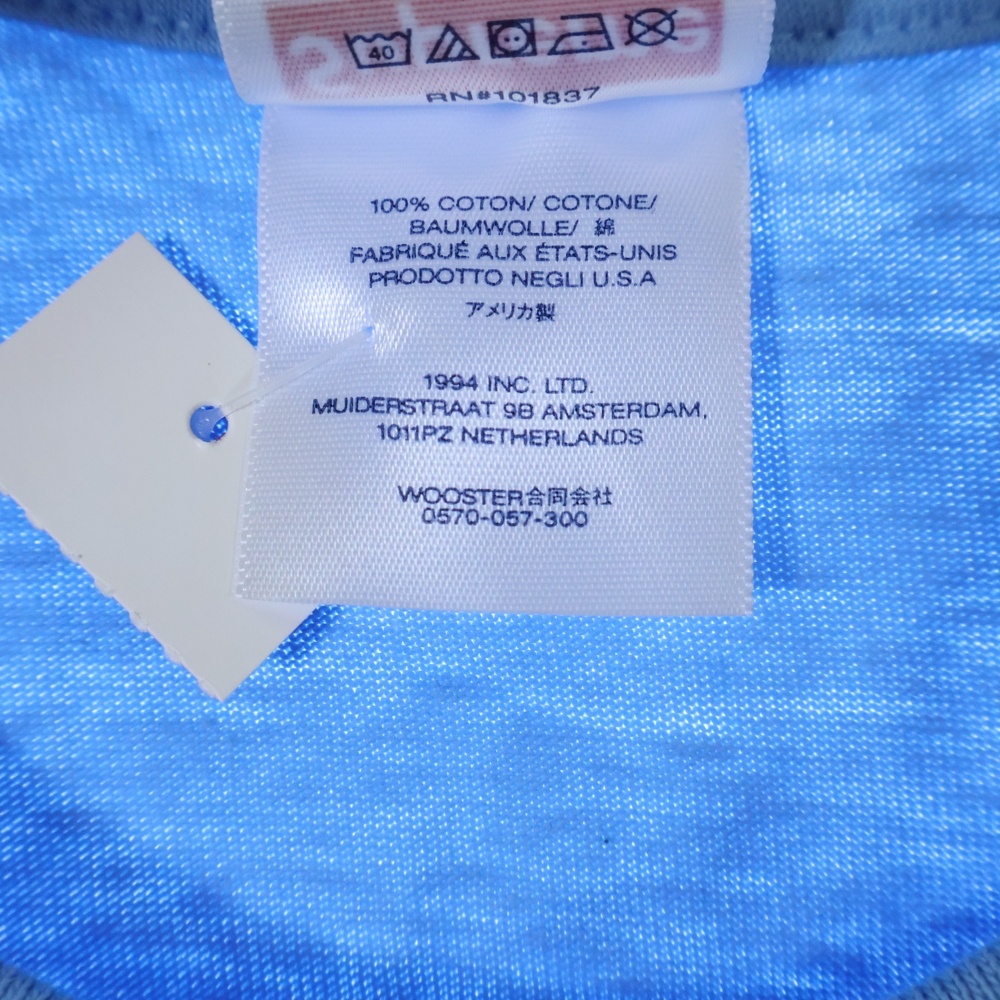 40
RN#101837
100% COTON/ COTONE/
BAUMWOLLE/ 綿
FABRIQUÉ AUX ÉTATS-UNIS
PRODOTTO NEGLI U.S.A
アメリカ製
1994 INC. LTD.
MUIDERSTRAAT 9B AMSTERDAM,
1011PZ NETHERLANDS
WOOSTER合同会社
0570-057-300